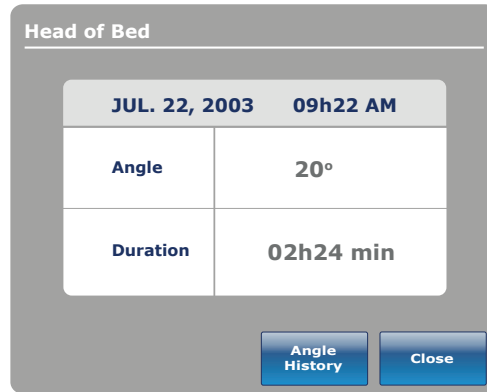 Head of Bed
JUL. 22, 2003 09h22 AM
Angle 20°
Duration 02h24 min
Angle
History
Close